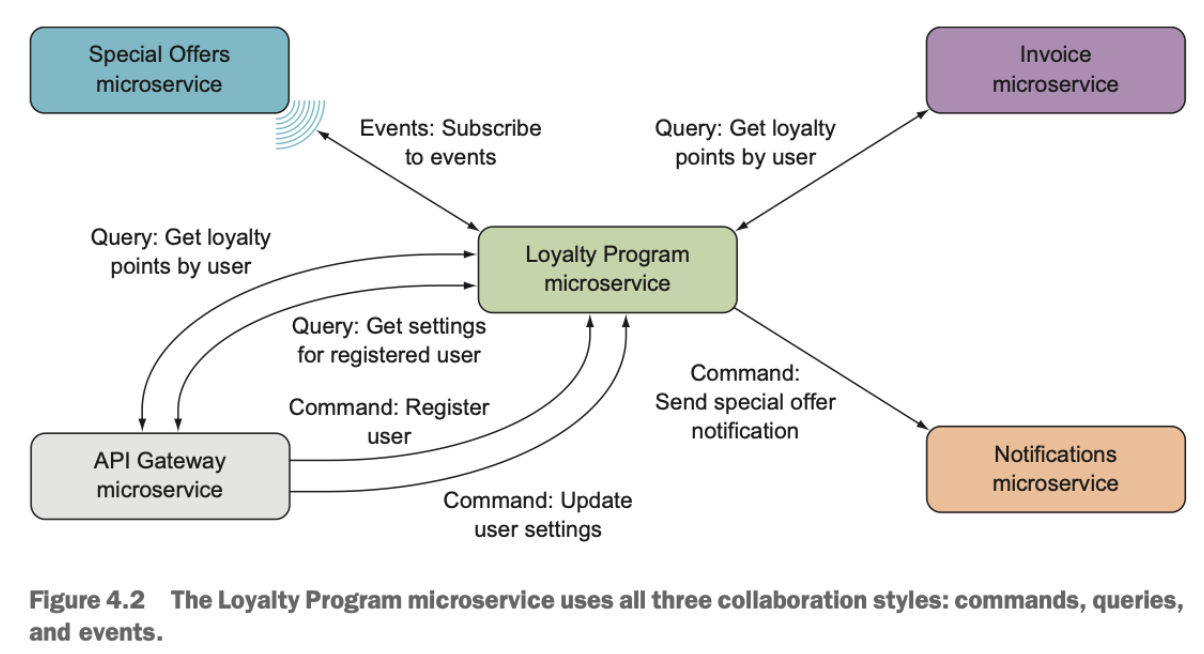 Special Offers
microservice
Invoice
microservice
Events: Subscribe
to events
Query: Get loyalty
points by user
Query: Get loyalty
points by user
Loyalty Program
microservice
Query: Get settings
for registered user
Command: Register
user
Command:
Send special offer
notification
API Gateway
microservice
Notifications
microservice
Command: Update
user settings
Figure 4.2 The Loyalty Program microservice uses all three collaboration styles: commands, queries,
and events.